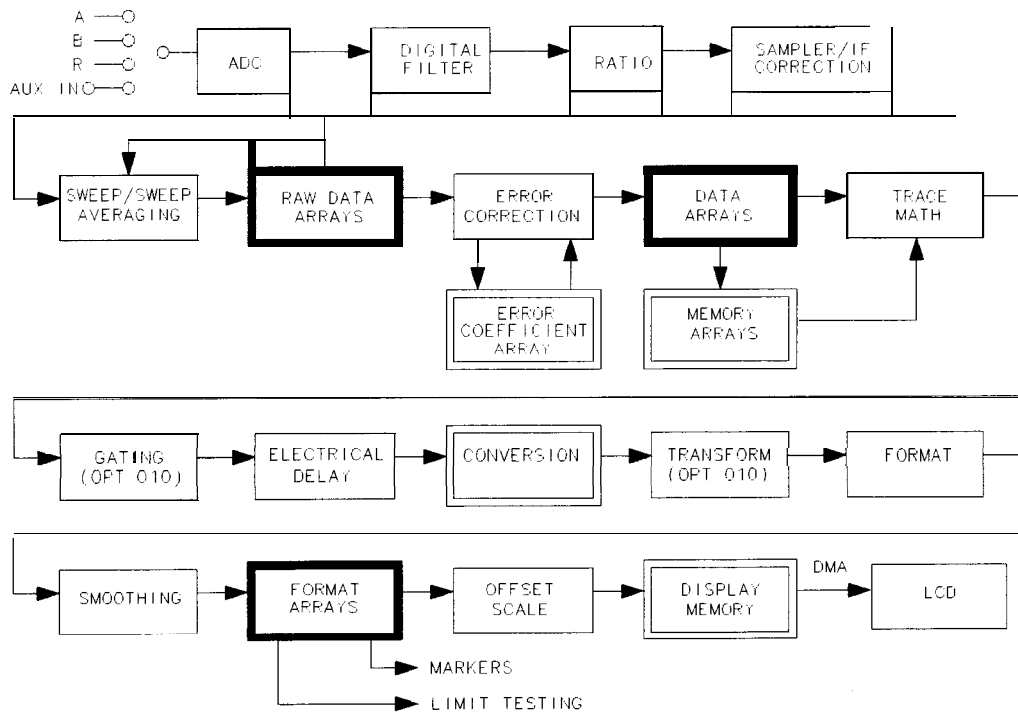 A
B
R
AUX IN
ADC
DIGITAL
FILTER
RATIO
SAMPLER/IF
CORRECTION
SWEEP/SWEEP
AVERAGING
RAW DATA
ARRAYS
ERROR
CORRECTION
DATA
ARRAYS
TRACE
MATH
ERROR
COEFFICIENT
ARRAY
MEMORY
ARRAYS
GATING
(OPT 010)
ELECTRICAL
DELAY
CONVERSION
TRANSFORM
(OPT 010)
FORMAT
SMOOTHING
FORMAT
ARRAYS
OFFSET
SCALE
DISPLAY
MEMORY
DMA
LCD
MARKERS
LIMIT TESTING